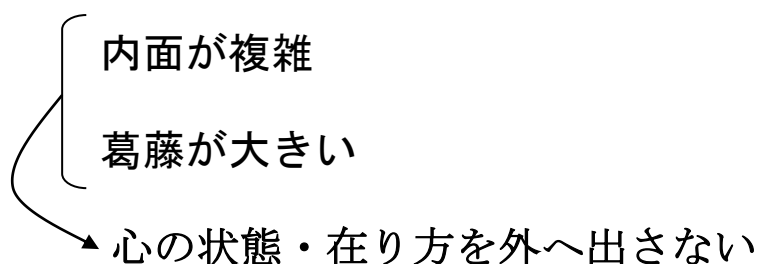 内面が複雑
葛藤が大きい
心の状態・在り方を外へ出さない